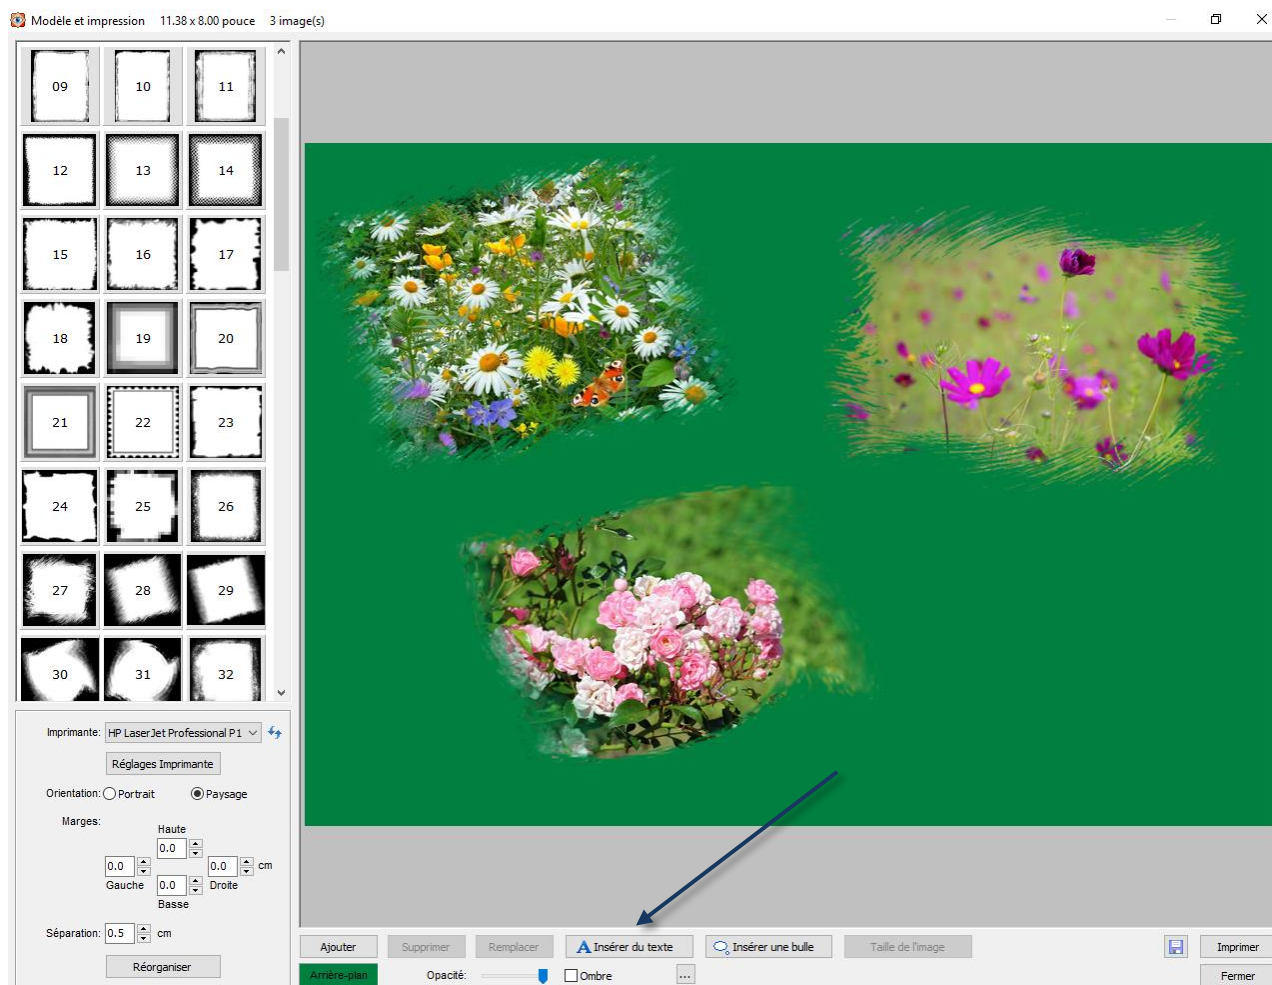 Modèle et impression 11.38 x 8.00 pouce 3 image(s)
09 10 11
12 13 14
15 16 17
18 19 20
21 22 23
24 25 26
27 28 29
30 31 32
Imprimante: HP LaserJet Professional P1
Réglages Imprimante
Orientation: Portrait Paysage
Marges:
Haute
0.0
0.0 0.0 cm
Gauche 0.0 Droite
Basse
Séparation: 0.5 cm
Réorganiser
Ajouter Supprimer Remplacer A Insérer du texte Insérer une bulle Taille de l'image Imprimer
Arrière-plan Opacité: Ombre ... Fermer